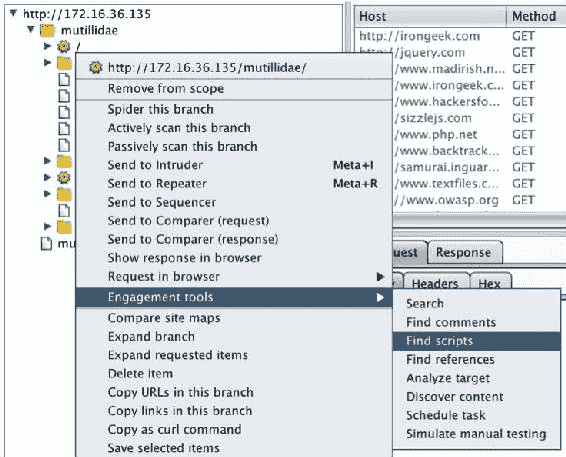 http://172.16.36.135
mutillidae
/
http://172.16.36.135/mutillidae/
Remove from scope
Spider this branch
Actively scan this branch
Passively scan this branch
Send to Intruder Meta+I
Send to Repeater Meta+R
Send to Sequencer
Send to Comparer (request)
Send to Comparer (response)
Show response in browser
Request in browser
Engagement tools
Compare site maps
Expand branch
Expand requested items
Delete item
Copy URLs in this branch
Copy links in this branch
Copy as curl command
Save selected items
mu
Host Method
http://irongeek.com GET
http://jquery.com GET
/www.madirish.n... GET
/www.irongeek.c... GET
/www.hackersfo... GET
/sizzlejs.com GET
/www.php.net GET
/www.backtrack... GET
/samurai.inguar... GET
/www.textfiles.c... GET
/www.owasp.org GET
uest Response
Headers Hex
Search
Find comments
Find scripts
Find references
Analyze target
Discover content
Schedule task
Simulate manual testing